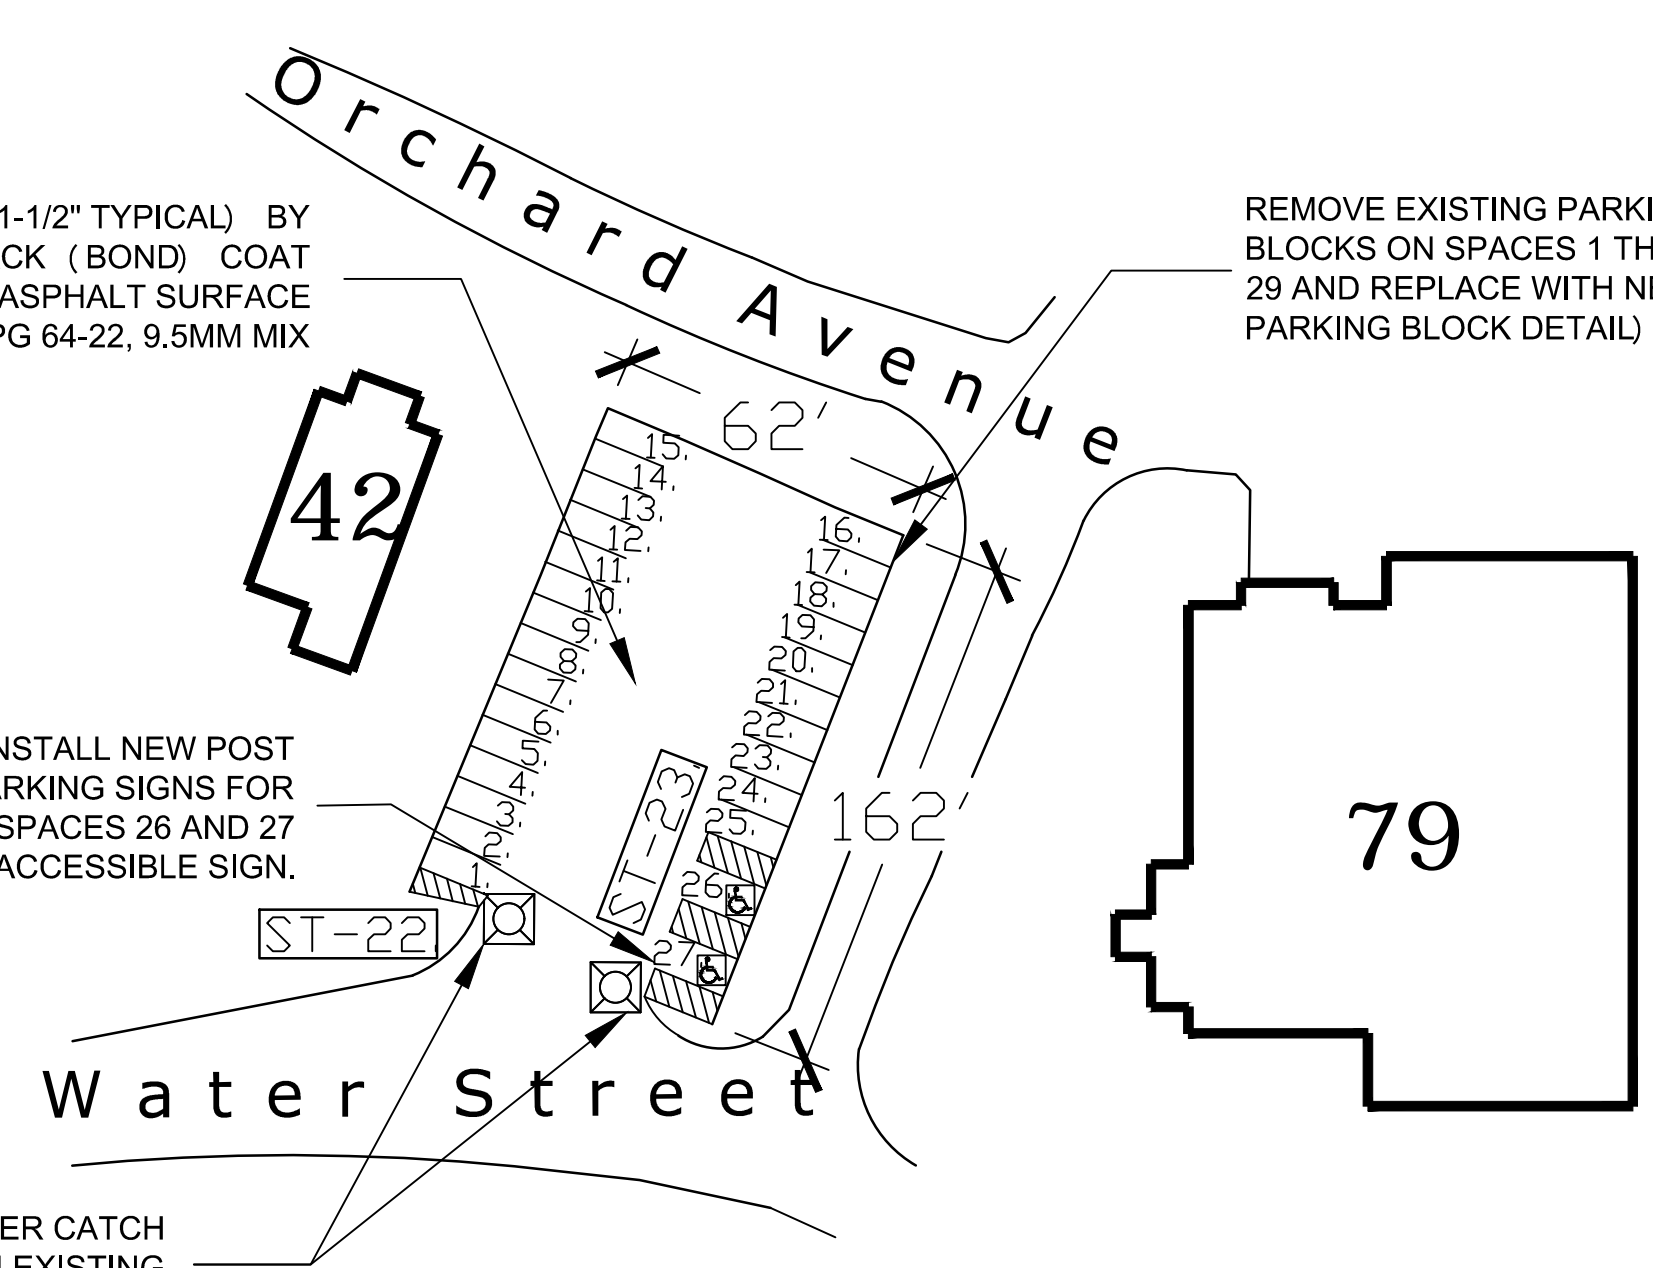 Orchard Avenue
1-1/2" TYPICAL) BY
CK (BOND) COAT
ASPHALT SURFACE
PG 64-22, 9.5MM MIX
REMOVE EXISTING PARKI
BLOCKS ON SPACES 1 TH
29 AND REPLACE WITH NE
PARKING BLOCK DETAIL)
62'
42
15.
14.
13.
12.
11.
10.
9.
8.
7.
6.
5.
4.
3.
2.
1.
16.
17.
18.
19.
20.
21.
22.
23.
24.
25.
26
27
162'
79
NSTALL NEW POST
ARKING SIGNS FOR
SPACES 26 AND 27
ACCESSIBLE SIGN.
ST-23
ST-22
Water Street
ER CATCH
EXISTING